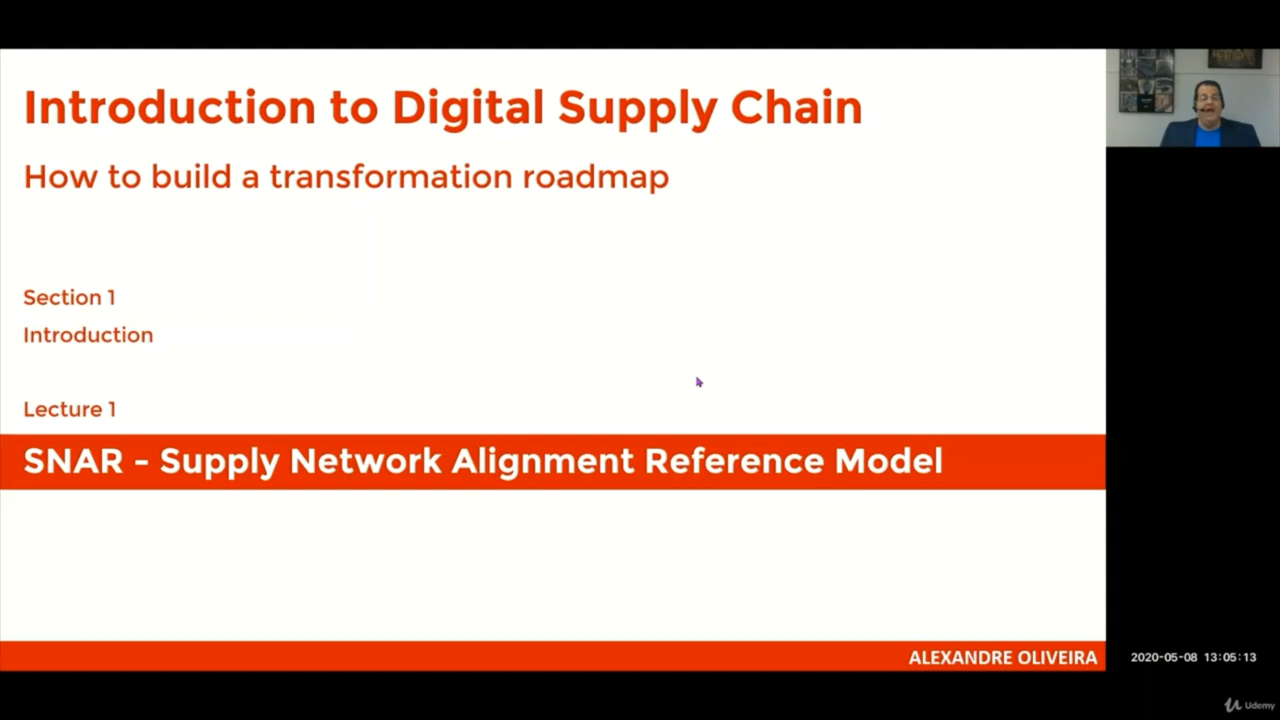 Introduction to Digital Supply Chain
How to build a transformation roadmap
Section 1
Introduction
Lecture 1
SNAR - Supply Network Alignment Reference Model
ALEXANDRE OLIVEIRA
2020-05-08 13:05:13
Udemy